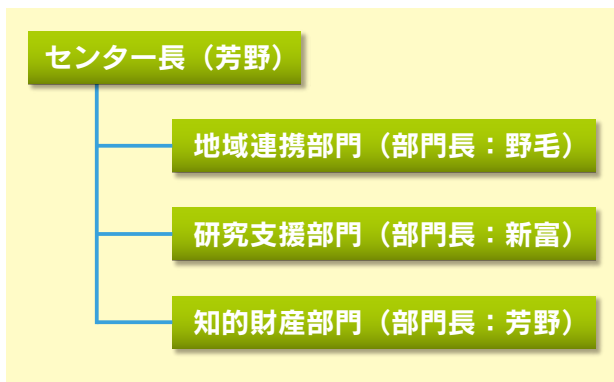 センター長（芳野）
地域連携部門（部門長：野毛）
研究支援部門（部門長：新富）
知的財産部門（部門長：芳野）